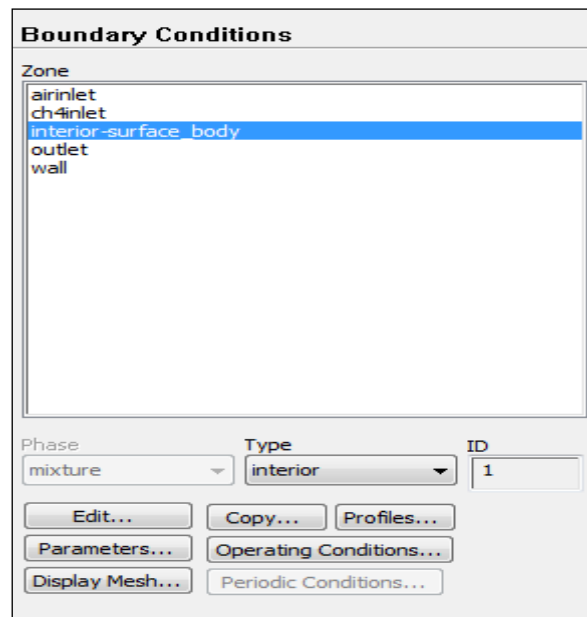 Boundary Conditions
Zone
airinlet
ch4inlet
interior-surface_body
outlet
wall
Phase Type ID
mixture interior 1
Edit... Copy... Profiles...
Parameters... Operating Conditions...
Display Mesh... Periodic Conditions...